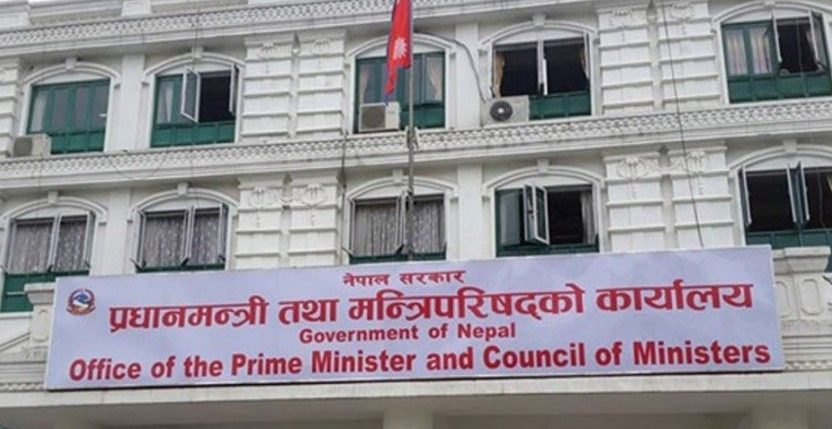 नेपाल सरकार
प्रधानमन्त्री तथा मन्त्रिपरिषद्को कार्यालय
Government of Nepal
Office of the Prime Minister and Council of Ministers